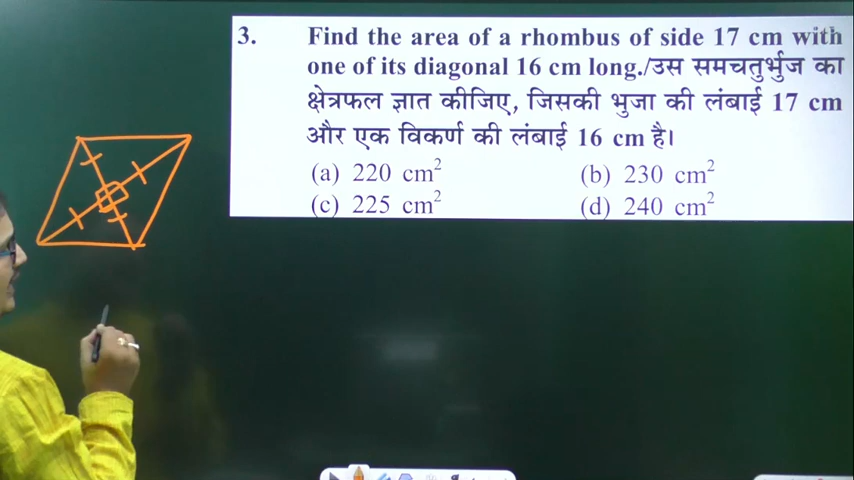 3. Find the area of a rhombus of side 17 cm with
one of its diagonal 16 cm long./उस समचतुर्भुज का
क्षेत्रफल ज्ञात कीजिए, जिसकी भुजा की लंबाई 17 cm
और एक विकर्ण की लंबाई 16 cm है।
(a) 220 cm² (b) 230 cm²
(c) 225 cm² (d) 240 cm²